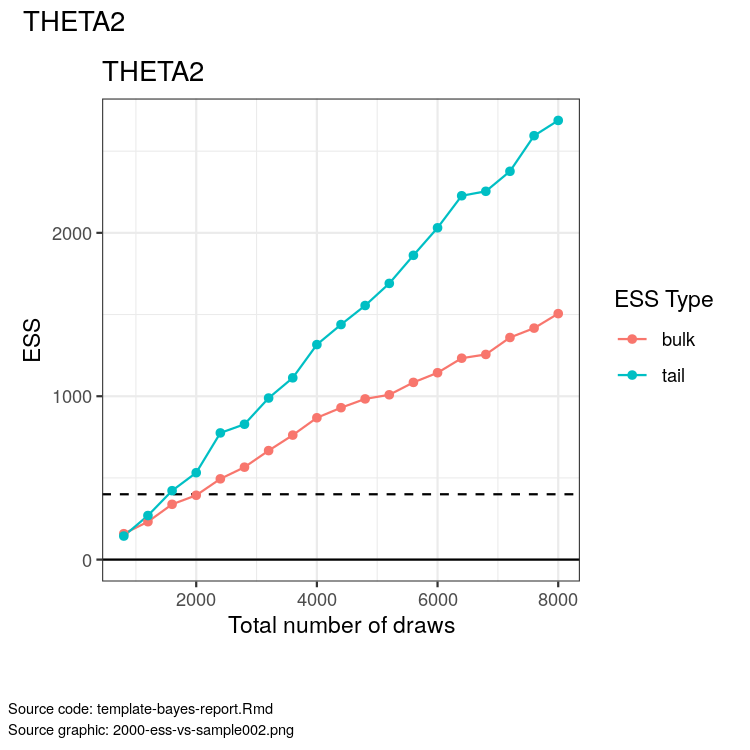 THETA2
THETA2
ESS
2000
1000
0
2000 4000 6000 8000
Total number of draws
ESS Type
bulk
tail
Source code: template-bayes-report.Rmd
Source graphic: 2000-ess-vs-sample002.png